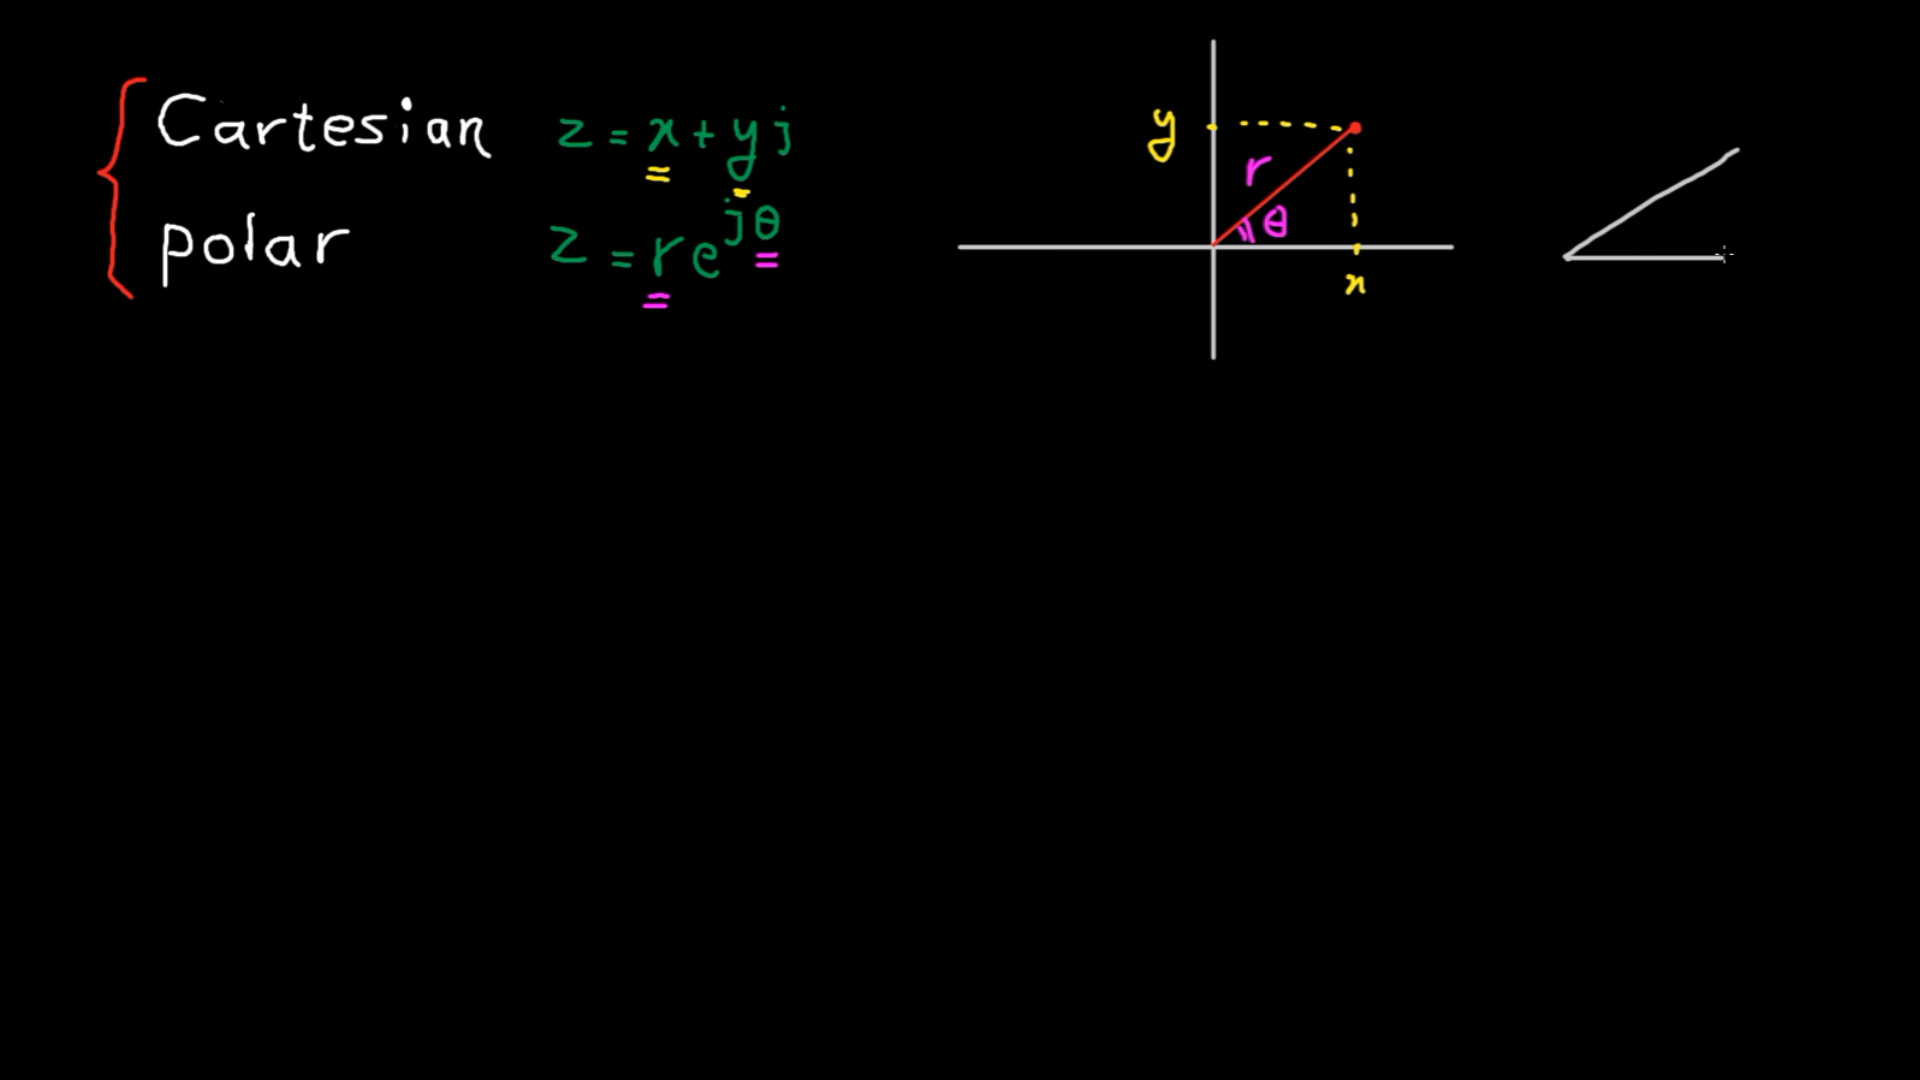 Cartesian z = x + yj
polar z = re^{jθ}
y
r
θ
x